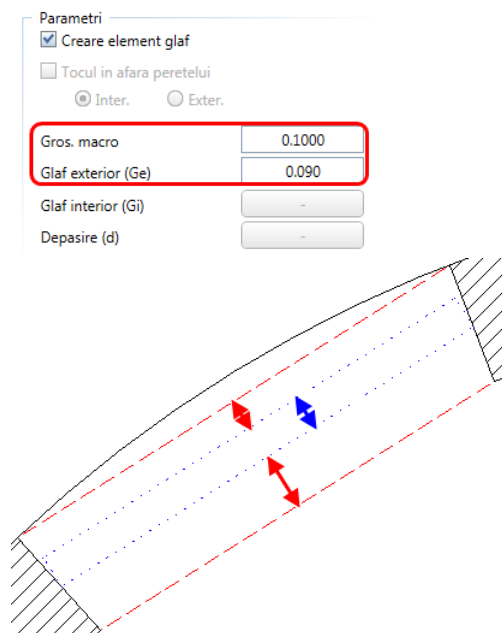 Parametri
Creare element glaf
Tocul in afara peretelui
Inter. Exter.
Gros. macro 0.1000
Glaf exterior (Ge) 0.090
Glaf interior (Gi) -
Depasire (d) -